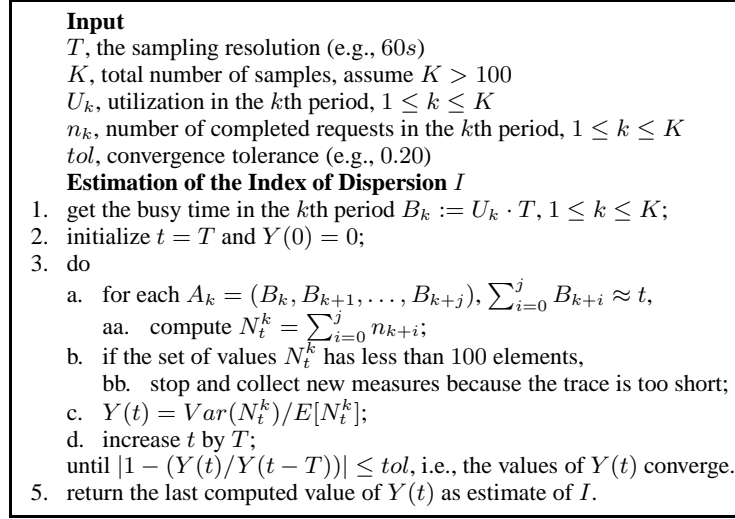 Input
T, the sampling resolution (e.g., 60s)
K, total number of samples, assume K > 100
U_k, utilization in the kth period, 1 ≤ k ≤ K
n_k, number of completed requests in the kth period, 1 ≤ k ≤ K
tol, convergence tolerance (e.g., 0.20)
Estimation of the Index of Dispersion I
1. get the busy time in the kth period B_k := U_k · T, 1 ≤ k ≤ K;
2. initialize t = T and Y(0) = 0;
3. do
a. for each A_k = (B_k, B_{k+1}, . . . , B_{k+j}), ∑_{i=0}^{j} B_{k+i} ≈ t,
aa. compute N_t^k = ∑_{i=0}^{j} n_{k+i};
b. if the set of values N_t^k has less than 100 elements,
bb. stop and collect new measures because the trace is too short;
c. Y(t) = Var(N_t^k)/E[N_t^k];
d. increase t by T;
until |1 − (Y(t)/Y(t − T))| ≤ tol, i.e., the values of Y(t) converge.
5. return the last computed value of Y(t) as estimate of I.